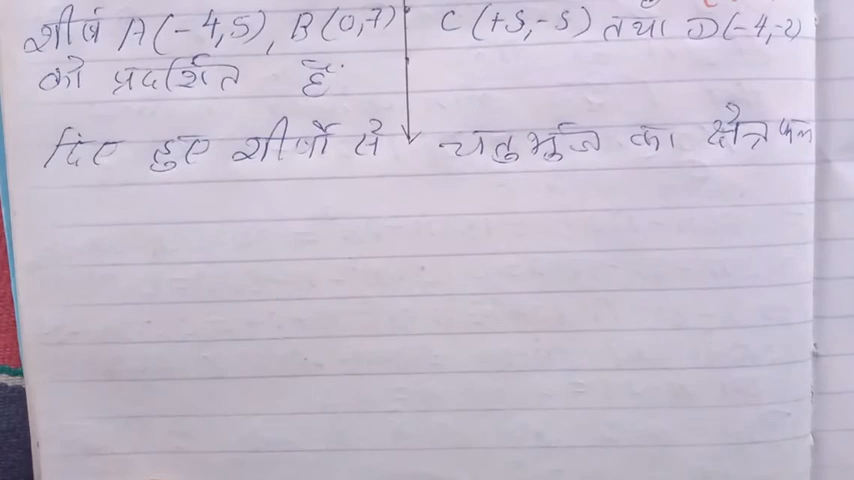 शीर्ष A(-4,5), B(0,7) C(+5,-5) तथा D(-4,-2)
को प्रदर्शित हैं
दिए हुए शीर्षो से चतुर्भुज का क्षेत्रफल